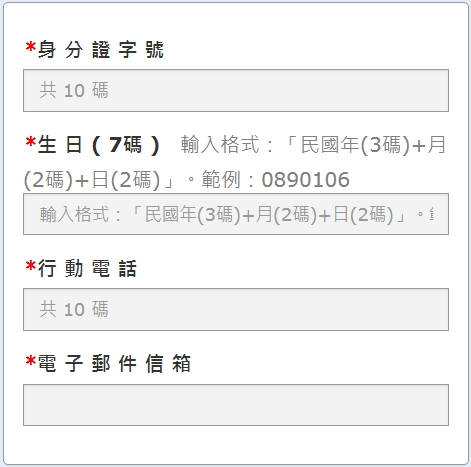 *身分證字號
共 10 碼
*生日(7碼) 輸入格式：「民國年(3碼)+月
(2碼)+日(2碼)」。範例：0890106
輸入格式：「民國年(3碼)+月(2碼)+日(2碼)」。
*行動電話
共 10 碼
*電子郵件信箱